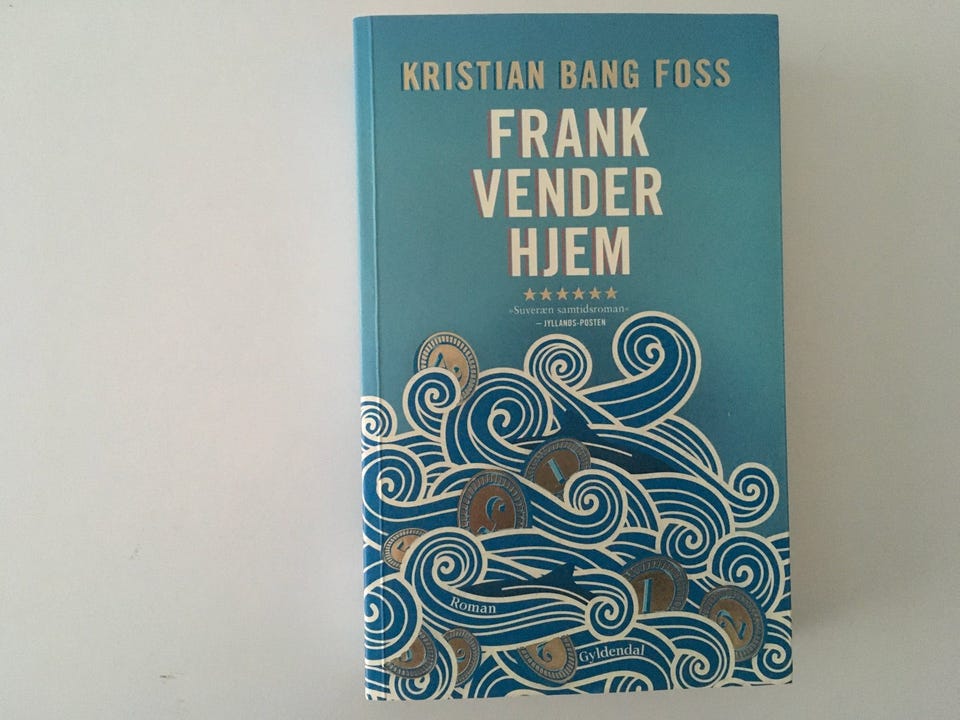 KRISTIAN BANG FOSS
FRANK
VENDER
HJEM
»Suveræn samtidsroman«
— JYLLANDS-POSTEN
Roman
Gyldendal